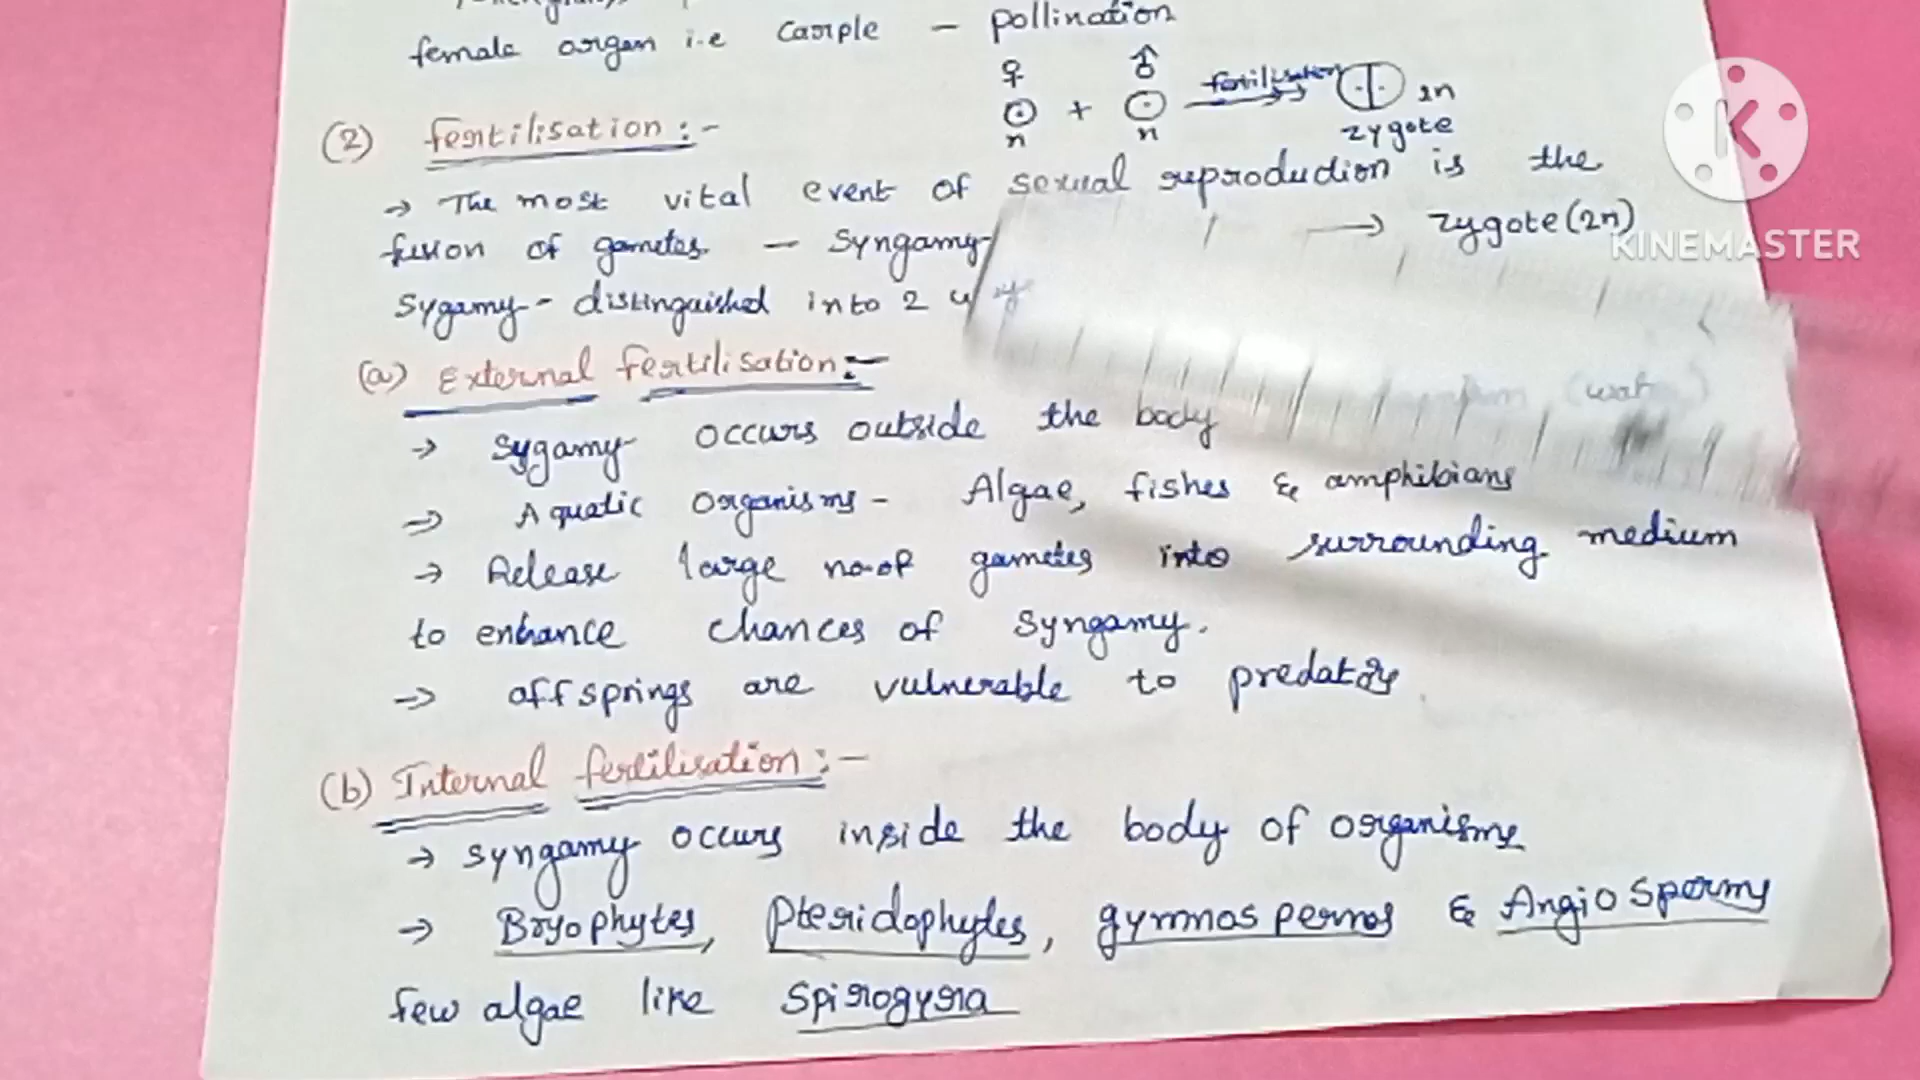 female organ i.e carple - pollination
♀ + ♂ fertilisation 2n
n n zygote
(2) fertilisation :-
→ The most vital event of sexual reproduction is the
fusion of gametes - Syngamy → zygote (2n)
Sygamy - distinguished into 2
(a) External fertilisation :-
→ Sygamy occurs outside the body
→ Aquatic organisms - Algae, fishes & amphibians
→ Release large no.of gametes into surrounding medium
to enhance chances of syngamy.
→ offsprings are vulnerable to predators
(b) Internal fertilisation :-
→ syngamy occurs inside the body of organisms
→ Bryophytes, Pteridophytes, gymnosperms & Angiosperms
few algae like spirogyra
K
KINEMASTER